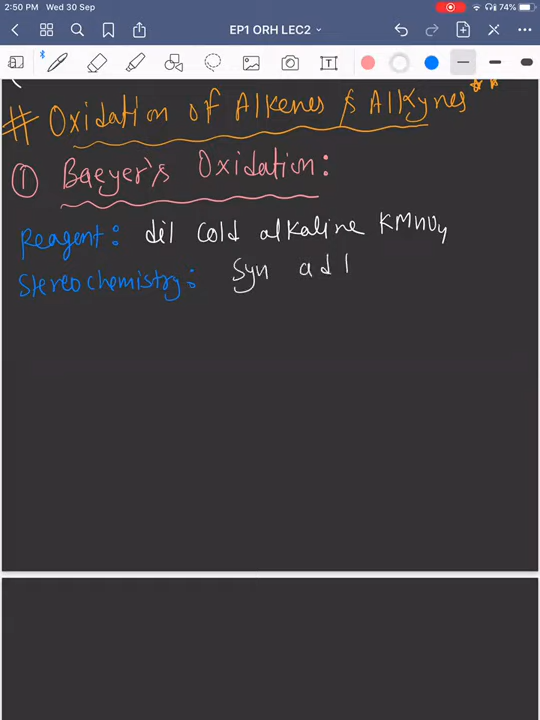 2:50 PM Wed 30 Sep 74%
EP1 ORH LEC2
T
# Oxidation of Alkenes & Alkynes
① Baeyer's Oxidation:
Reagent: dil cold alkaline KMnO4
Stereochemistry: Syn ad